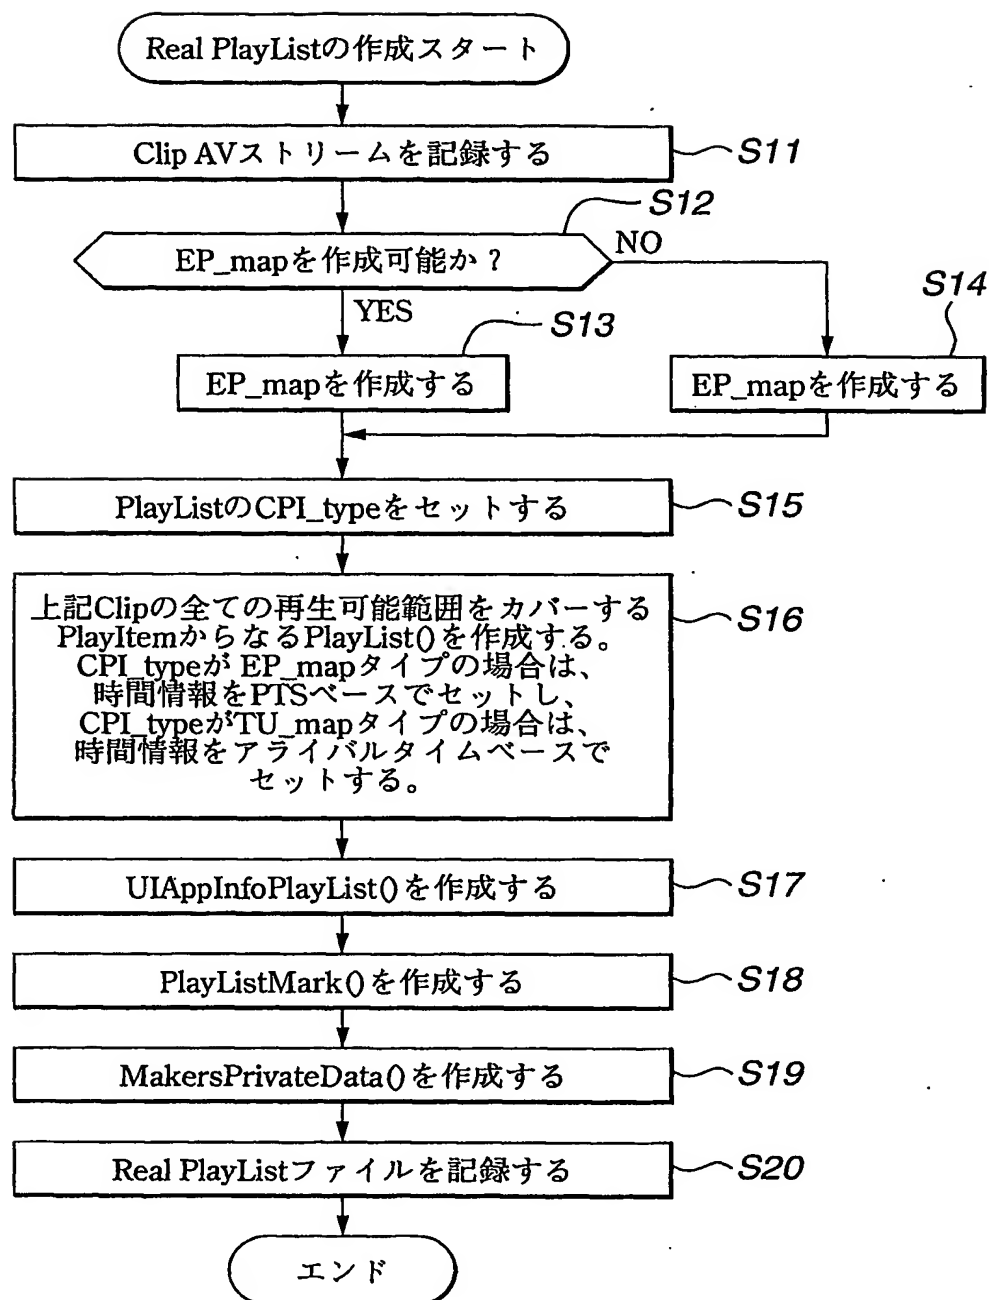 Real PlayListの作成スタート
Clip AVストリームを記録する
S11
S12
EP_mapを作成可能か？
NO
YES
S13
S14
EP_mapを作成する
EP_mapを作成する
PlayListのCPI_typeをセットする
S15
上記Clipの全ての再生可能範囲をカバーする
PlayItemからなるPlayList()を作成する。
CPI_typeが EP_mapタイプの場合は、
時間情報をPTSベースでセットし、
CPI_typeがTU_mapタイプの場合は、
時間情報をアライバルタイムベースで
セットする。
S16
UIAppInfoPlayList()を作成する
S17
PlayListMark()を作成する
S18
MakersPrivateData()を作成する
S19
Real PlayListファイルを記録する
S20
エンド